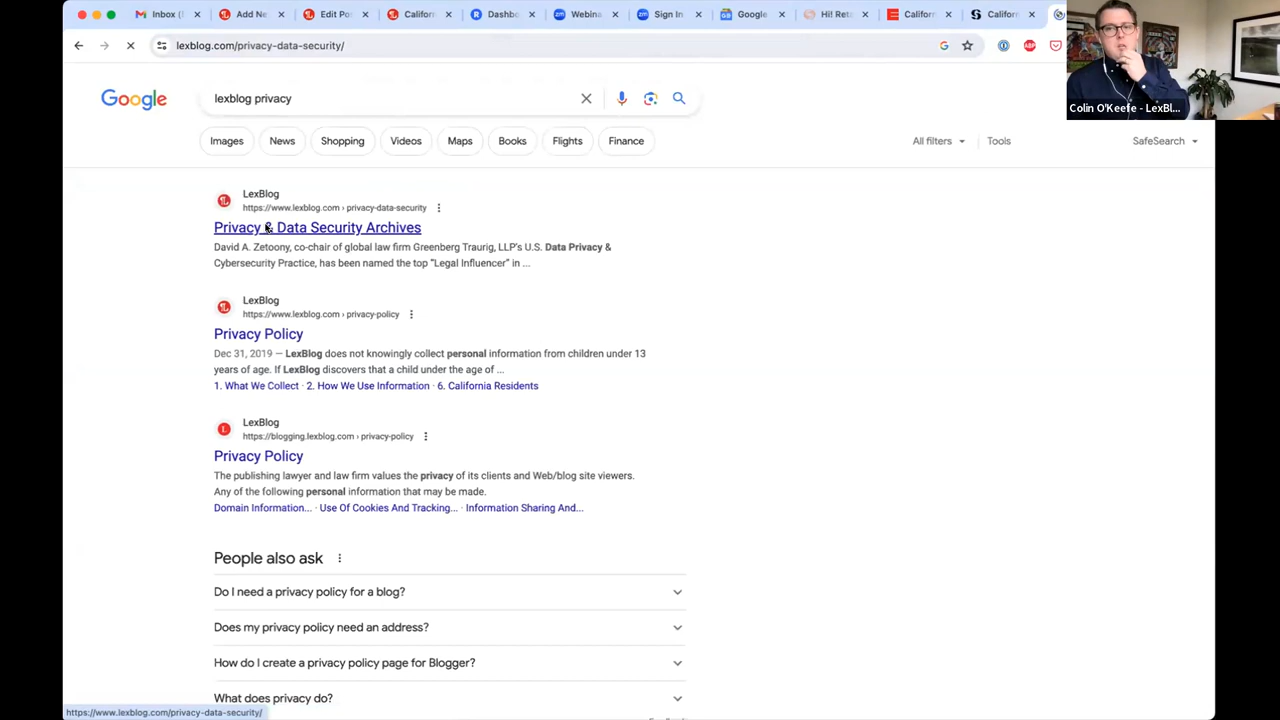 Inbox (
Add Ne
Edit Pos
Californ
Dashbo
Webina
Sign In
Google
Hi! Reta
Californ
Californ
lexblog.com/privacy-data-security/
Colin O'Keefe - LexBl...
Google
lexblog privacy
Images
News
Shopping
Videos
Maps
Books
Flights
Finance
All filters
Tools
SafeSearch
LexBlog
https://www.lexblog.com › privacy-data-security
Privacy & Data Security Archives
David A. Zetoony, co-chair of global law firm Greenberg Traurig, LLP's U.S. Data Privacy &
Cybersecurity Practice, has been named the top “Legal Influencer” in ...
LexBlog
https://www.lexblog.com › privacy-policy
Privacy Policy
Dec 31, 2019 — LexBlog does not knowingly collect personal information from children under 13
years of age. If LexBlog discovers that a child under the age of ...
1. What We Collect · 2. How We Use Information · 6. California Residents
LexBlog
https://blogging.lexblog.com › privacy-policy
Privacy Policy
The publishing lawyer and law firm values the privacy of its clients and Web/blog site viewers.
Any of the following personal information that may be made.
Domain Information... · Use Of Cookies And Tracking... · Information Sharing And...
People also ask
Do I need a privacy policy for a blog?
Does my privacy policy need an address?
How do I create a privacy policy page for Blogger?
What does privacy do?
https://www.lexblog.com/privacy-data-security/